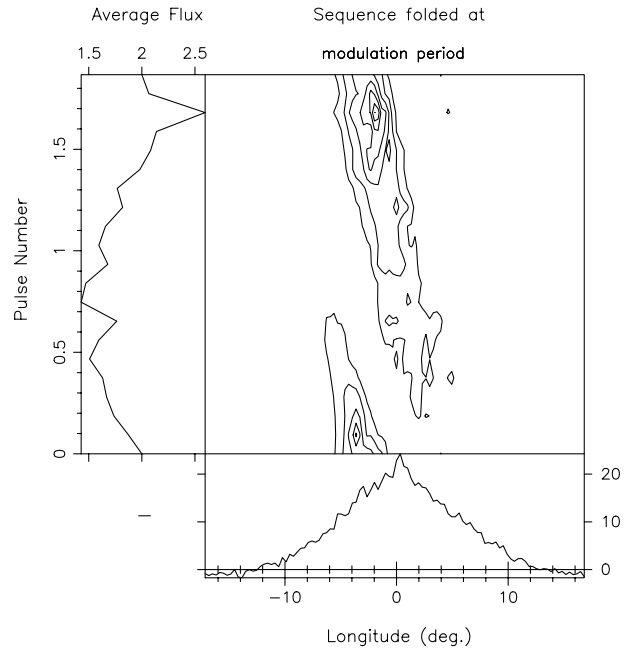 Average Flux
Sequence folded at
modulation period
1.5 2 2.5
Pulse Number
1.5
1
0.5
0
20
10
0
−10 0 10
Longitude (deg.)